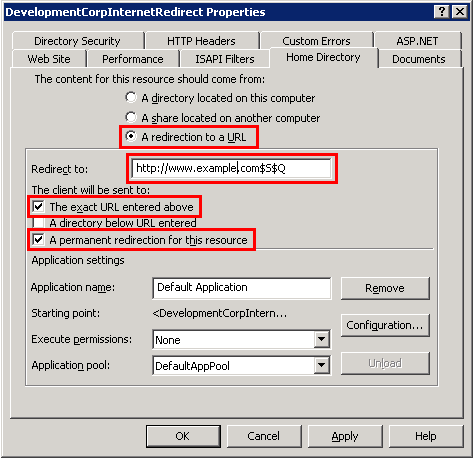 DevelopmentCorpInternetRedirect Properties
Directory Security HTTP Headers Custom Errors ASP.NET
Web Site Performance ISAPI Filters Home Directory Documents
The content for this resource should come from:
A directory located on this computer
A share located on another computer
A redirection to a URL
Redirect to: http://www.example.com$S$Q
The client will be sent to:
The exact URL entered above
A directory below URL entered
A permanent redirection for this resource
Application settings
Application name: Default Application Remove
Starting point: <DevelopmentCorpIntern...
Configuration...
Execute permissions: None
Application pool: DefaultAppPool Unload
OK Cancel Apply Help